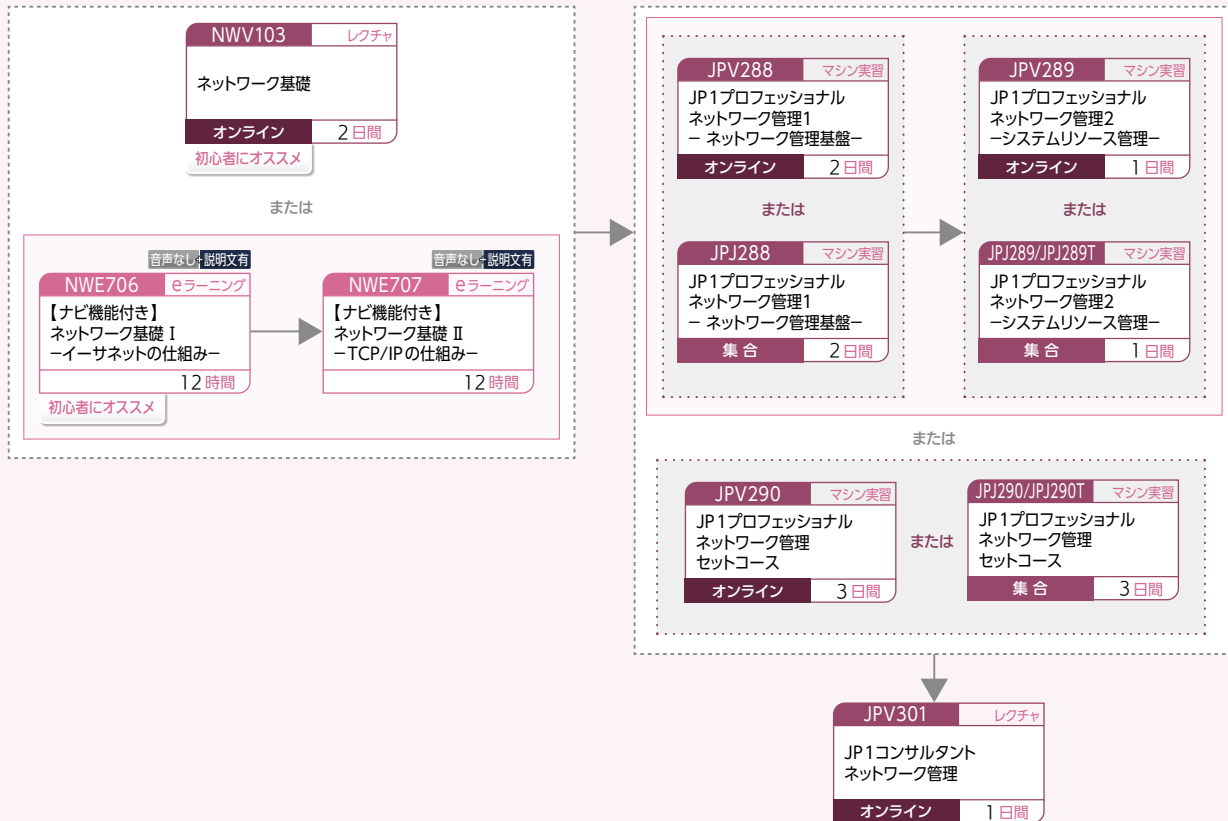 NWV103 レクチャ
ネットワーク基礎
オンライン 2日間
初心者にオススメ
または
音声なし+説明文有
NWE706 eラーニング
【ナビ機能付き】
ネットワーク基礎 Ⅰ
−イーサネットの仕組み−
12時間
初心者にオススメ
音声なし+説明文有
NWE707 eラーニング
【ナビ機能付き】
ネットワーク基礎 Ⅱ
−TCP/IPの仕組み−
12時間
JPV288 マシン実習
JP1プロフェッショナル
ネットワーク管理1
− ネットワーク管理基盤−
オンライン 2日間
または
JPJ288 マシン実習
JP1プロフェッショナル
ネットワーク管理1
− ネットワーク管理基盤−
集合 2日間
JPV289 マシン実習
JP1プロフェッショナル
ネットワーク管理2
−システムリソース管理−
オンライン 1日間
または
JPJ289/JPJ289T マシン実習
JP1プロフェッショナル
ネットワーク管理2
−システムリソース管理−
集合 1日間
または
JPV290 マシン実習
JP1プロフェッショナル
ネットワーク管理
セットコース
オンライン 3日間
または
JPJ290/JPJ290T マシン実習
JP1プロフェッショナル
ネットワーク管理
セットコース
集合 3日間
JPV301 レクチャ
JP1コンサルタント
ネットワーク管理
オンライン 1日間